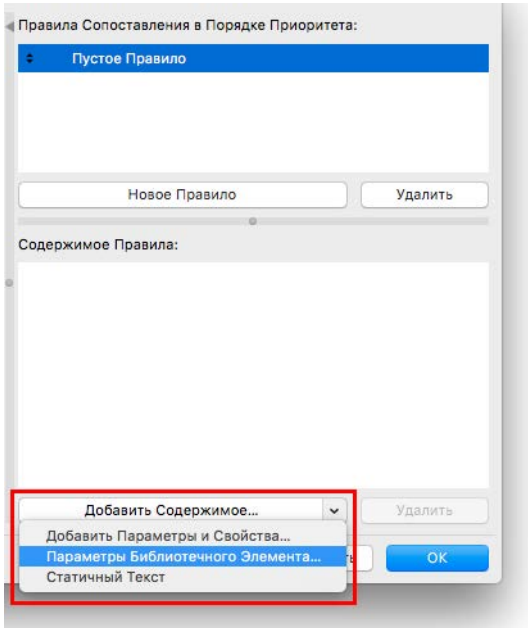 Правила Сопоставления в Порядке Приоритета:
Пустое Правило
Новое Правило
Удалить
Содержимое Правила:
Добавить Содержимое...
Удалить
Добавить Параметры и Свойства...
Параметры Библиотечного Элемента...
Статичный Текст
OK